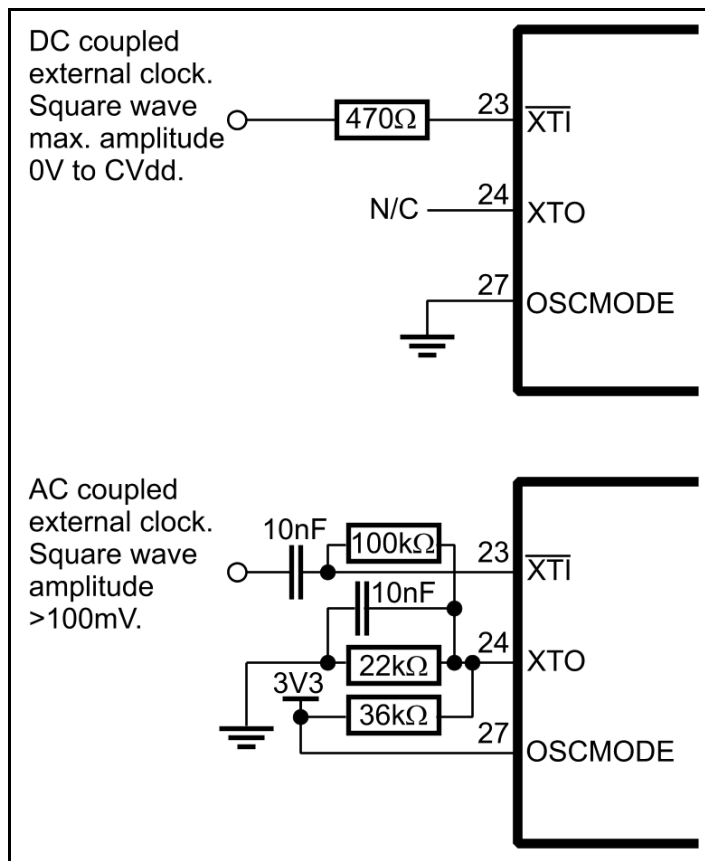 DC coupled
external clock.
Square wave
max. amplitude
0V to CVdd.
470Ω
23
XTI
N/C
24
XTO
27
OSCMODE
AC coupled
external clock.
Square wave
amplitude
>100mV.
10nF
100kΩ
23
XTI
10nF
24
22kΩ
XTO
3V3
36kΩ
27
OSCMODE